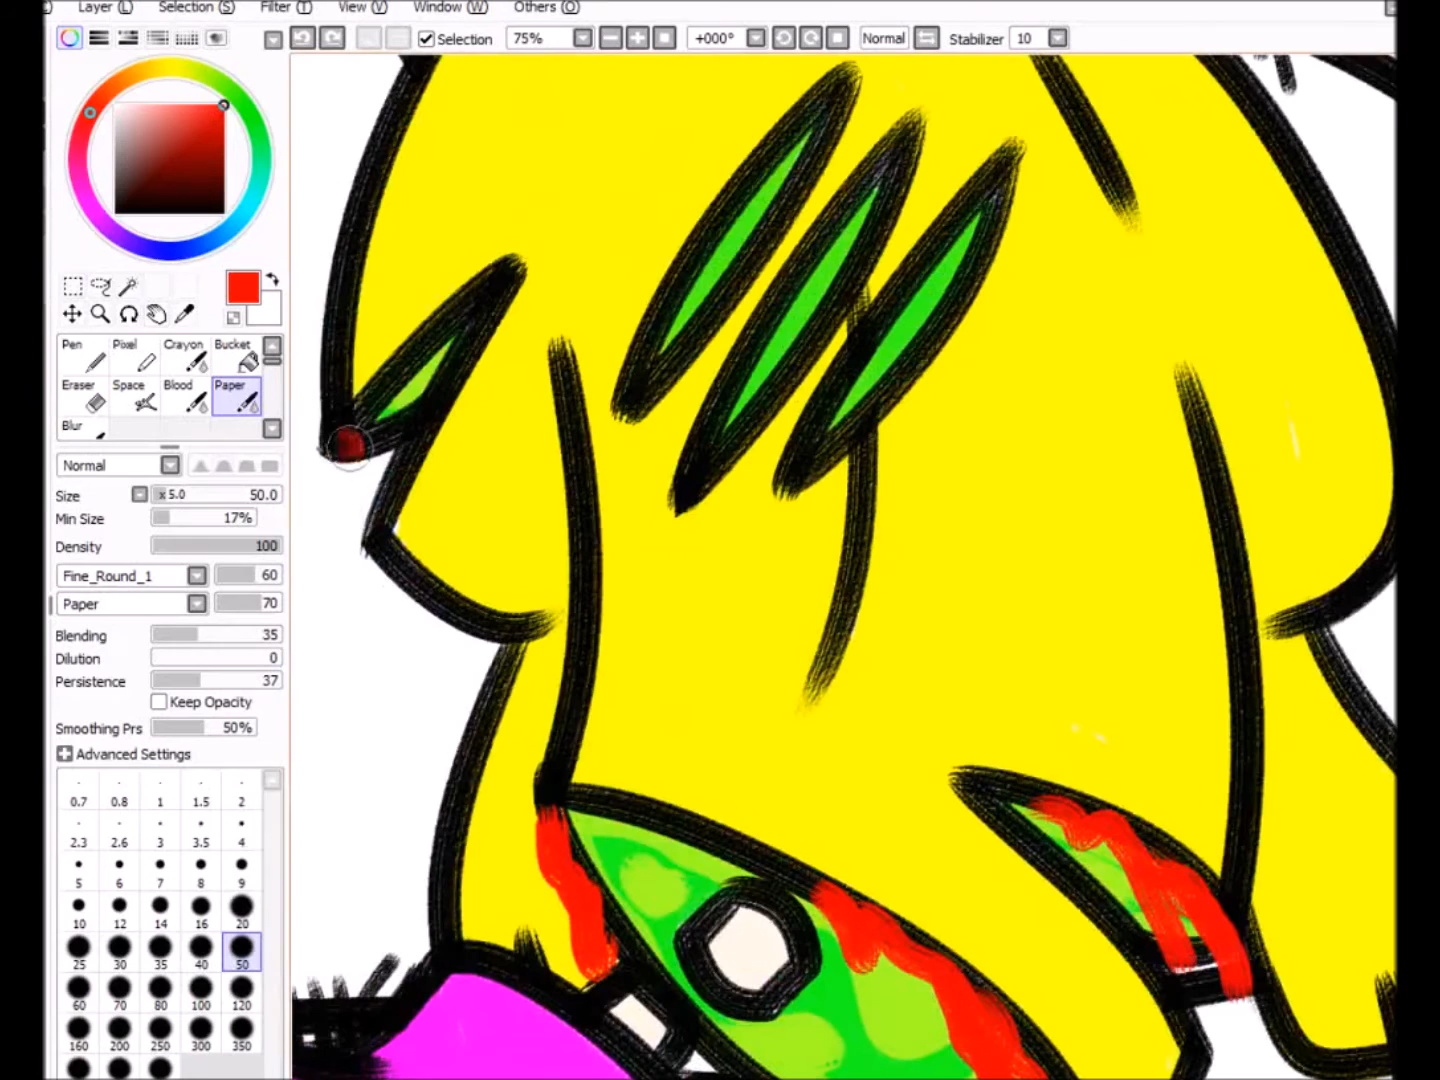 ) Layer (L) Selection (S) Filter (T) View (V) Window (W) Others (O)
Selection 75% +000° Normal Stabilizer 10
Pen Pixel Crayon Bucket
Eraser Space Blood Paper
Blur
Normal
Size x 5.0 50.0
Min Size 17%
Density 100
Fine_Round_1 60
Paper 70
Blending 35
Dilution 0
Persistence 37
Keep Opacity
Smoothing Prs 50%
Advanced Settings
0.7 0.8 1 1.5 2
2.3 2.6 3 3.5 4
5 6 7 8 9
10 12 14 16 20
25 30 35 40 50
60 70 80 100 120
160 200 250 300 350